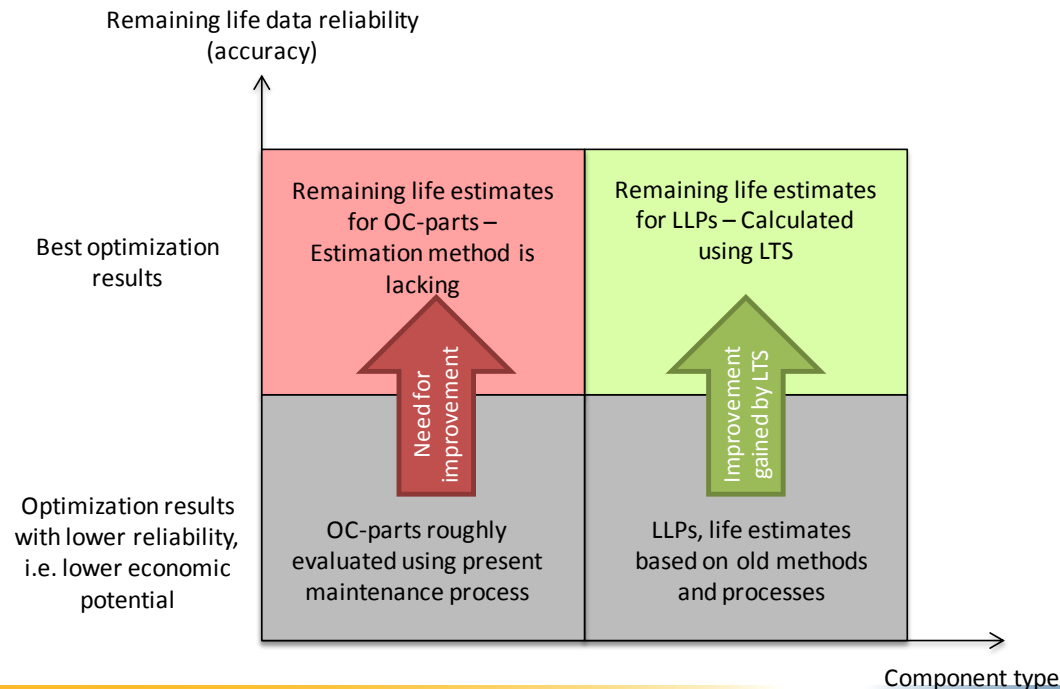 Remaining life data reliability
(accuracy)
Best optimization
results
Remaining life estimates
for OC-parts –
Estimation method is
lacking
Remaining life estimates
for LLPs – Calculated
using LTS
Need for
improvement
Improvement
gained by LTS
Optimization results
with lower reliability,
i.e. lower economic
potential
OC-parts roughly
evaluated using present
maintenance process
LLPs, life estimates
based on old methods
and processes
Component type